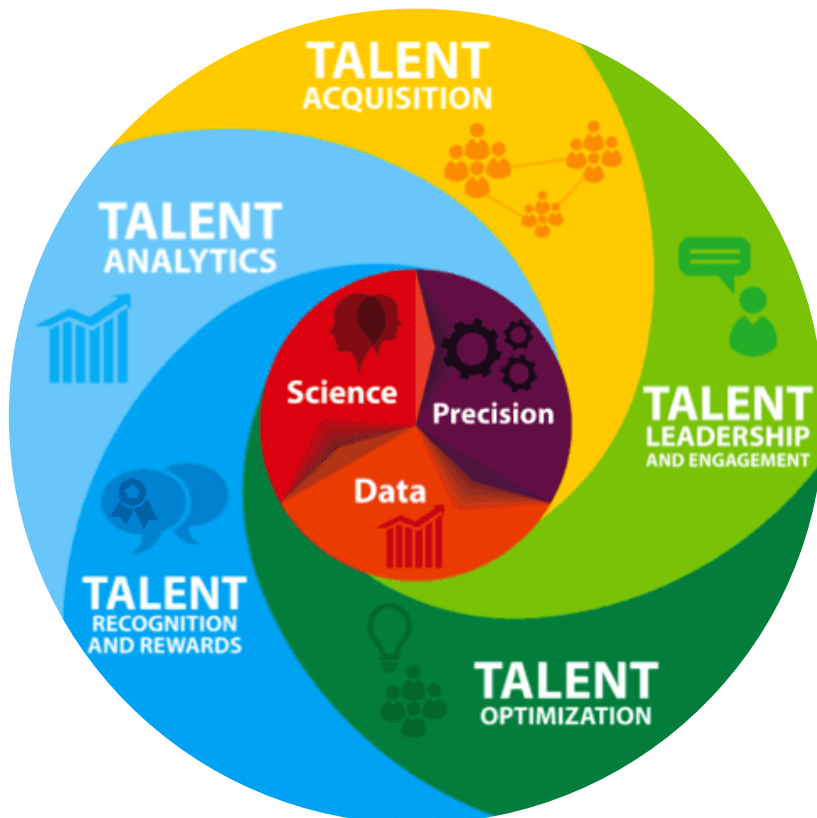 TALENT
ACQUISITION
TALENT
ANALYTICS
TALENT
LEADERSHIP
AND ENGAGEMENT
TALENT
OPTIMIZATION
TALENT
RECOGNITION
AND REWARDS
Science
Precision
Data